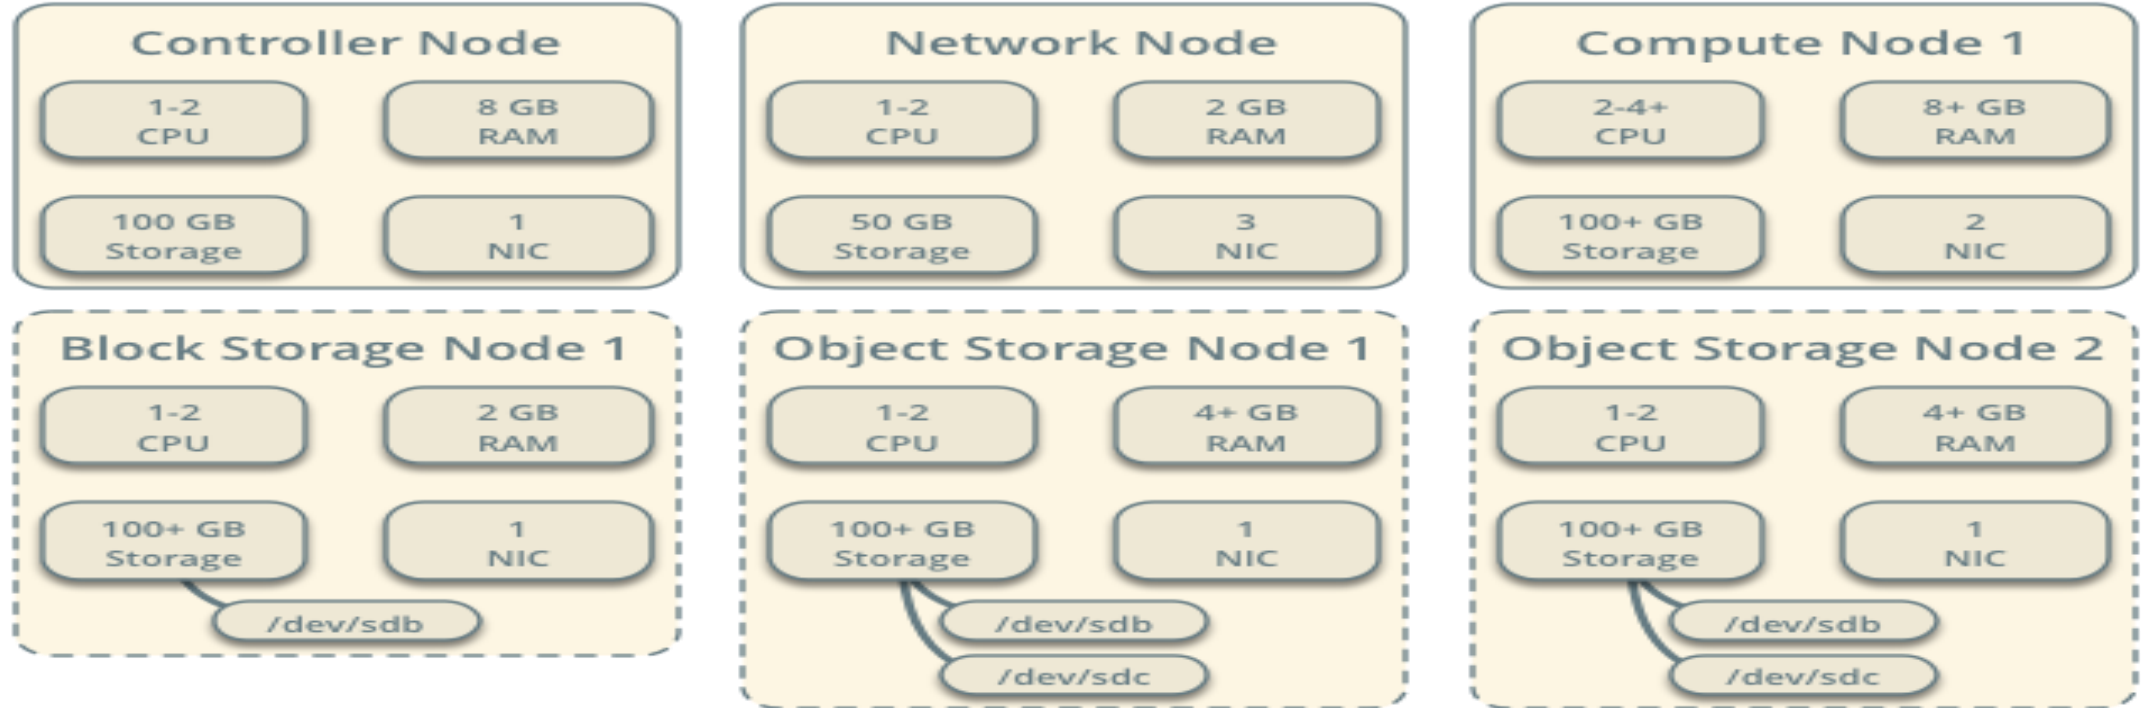 Controller Node
1-2
CPU
8 GB
RAM
100 GB
Storage
1
NIC
Network Node
1-2
CPU
2 GB
RAM
50 GB
Storage
3
NIC
Compute Node 1
2-4+
CPU
8+ GB
RAM
100+ GB
Storage
2
NIC
Block Storage Node 1
1-2
CPU
2 GB
RAM
100+ GB
Storage
1
NIC
/dev/sdb
Object Storage Node 1
1-2
CPU
4+ GB
RAM
100+ GB
Storage
1
NIC
/dev/sdb
/dev/sdc
Object Storage Node 2
1-2
CPU
4+ GB
RAM
100+ GB
Storage
1
NIC
/dev/sdb
/dev/sdc